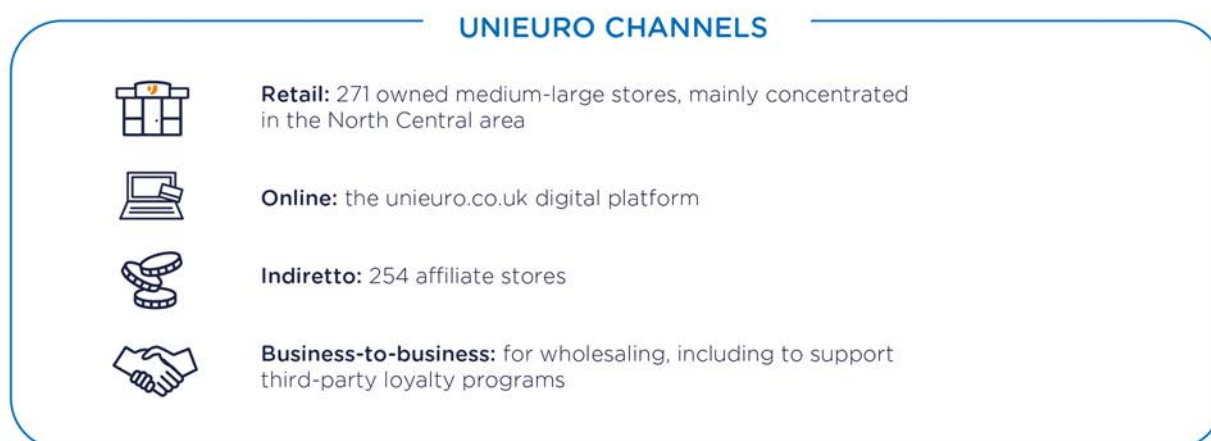 UNIEURO CHANNELS
Retail: 271 owned medium-large stores, mainly concentrated
in the North Central area
Online: the unieuro.co.uk digital platform
Indiretto: 254 affiliate stores
Business-to-business: for wholesaling, including to support
third-party loyalty programs